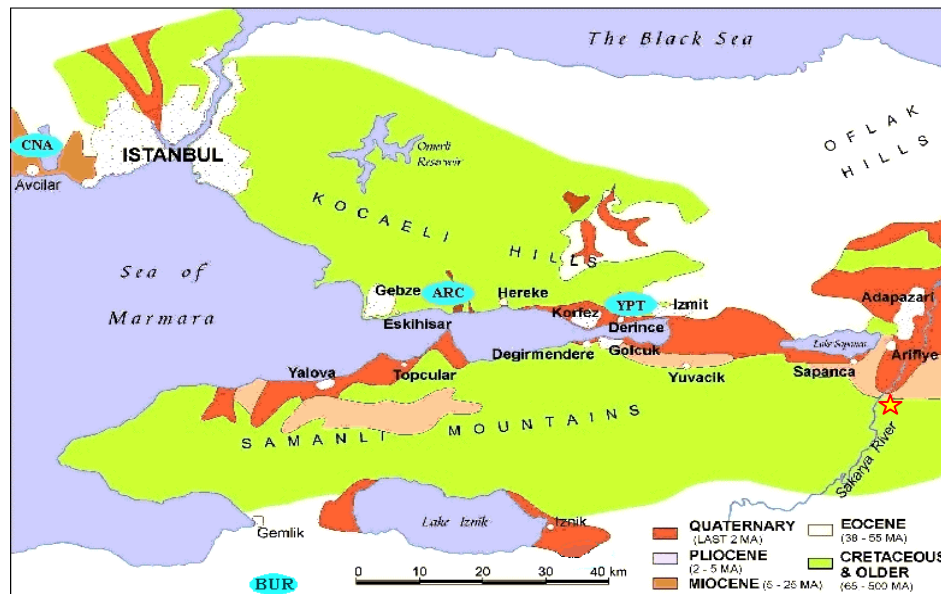 The Black Sea
CNA
ISTANBUL
Avcilar
Omerli
Reservoir
OFLAK
HILLS
KOCAELI HILLS
Sea of
Marmara
Gebze
ARC
Hereke
YPT
Izmit
Adapazari
Eskihisar
Korfez
Derince
Lake Sapanca
Degirmendere
Golcuk
Arifiye
Yalova
Topcular
Yuvacik
Sapanca
SAMANLI MOUNTAINS
Sakarya River
Gemlik
Lake Iznik
Iznik
BUR
0 10 20 30 40 km
QUATERNARY
(LAST 2 MA)
PLIOCENE
(2 - 5 MA)
MIOCENE (5 - 25 MA)
EOCENE
(38 - 55 MA)
CRETACEOUS
& OLDER
(65 - 500 MA)